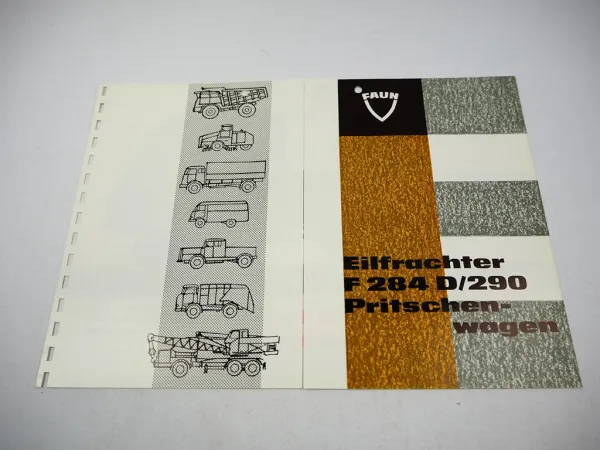 FAUN
Eilfrachter
F 284 D/290
Pritschen-
wagen